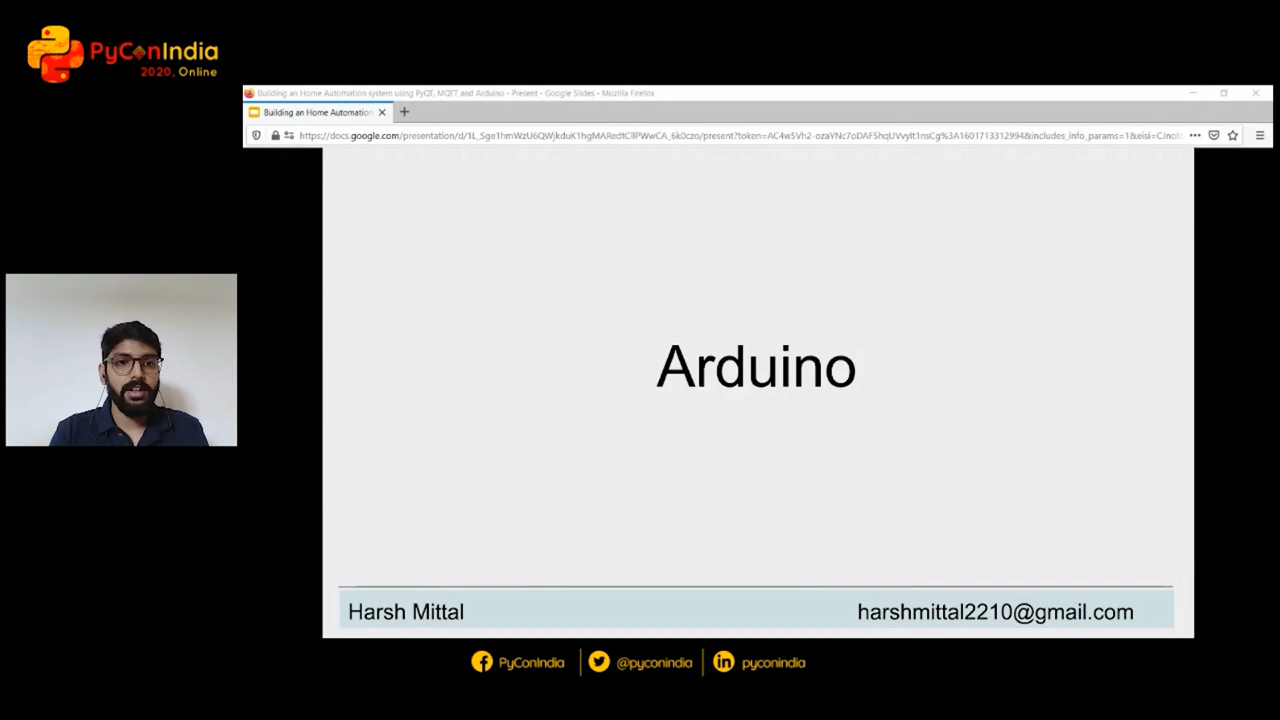 PyConIndia
2020, Online
Building an Home Automation system using PyQT, MQTT and Arduino - Present - Google Slides - Mozilla Firefox
Building an Home Automation
Arduino
Harsh Mittal
harshmittal2210@gmail.com
PyConIndia
@pyconindia
pyconindia